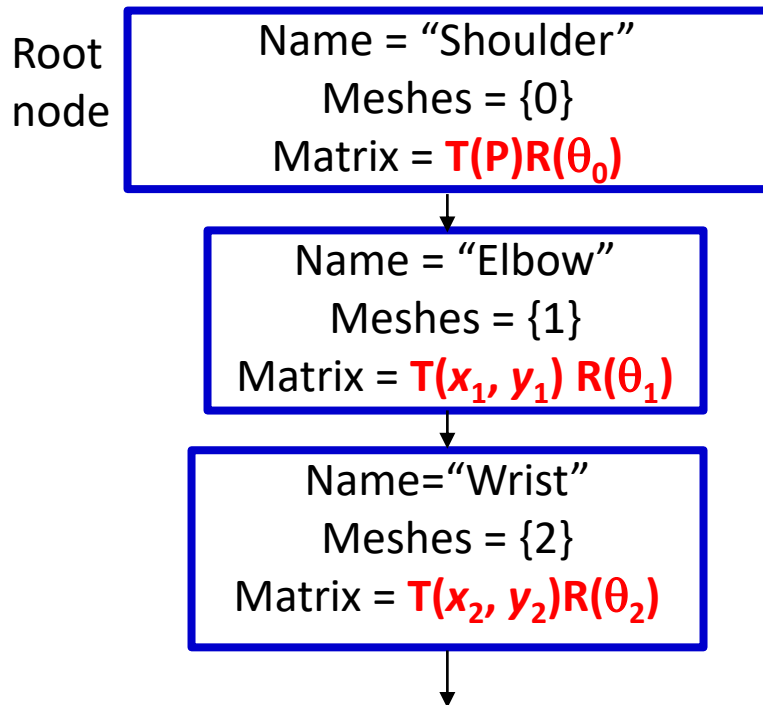 Root
node
Name = “Shoulder”
Meshes = {0}
Matrix = T(P)R(θ₀)
Name = “Elbow”
Meshes = {1}
Matrix = T(x₁, y₁) R(θ₁)
Name=“Wrist”
Meshes = {2}
Matrix = T(x₂, y₂)R(θ₂)